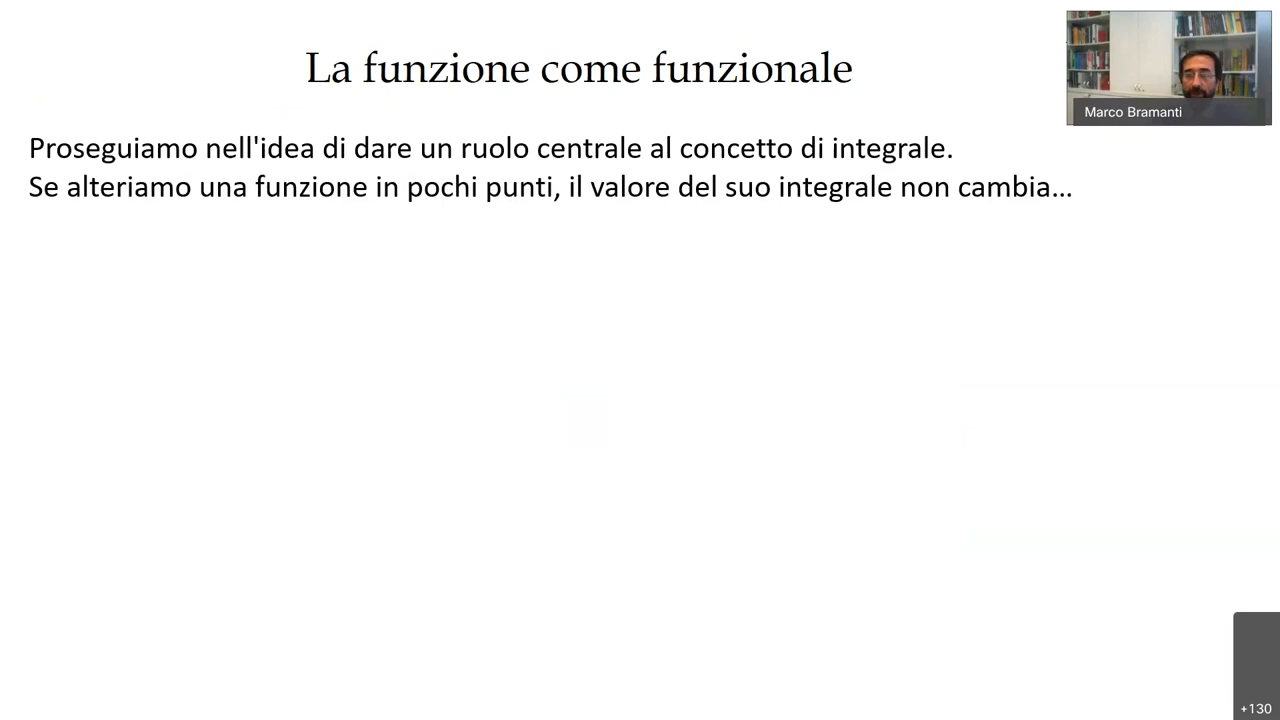 La funzione come funzionale
Marco Bramanti
Proseguiamo nell'idea di dare un ruolo centrale al concetto di integrale.
Se alteriamo una funzione in pochi punti, il valore del suo integrale non cambia…
+130